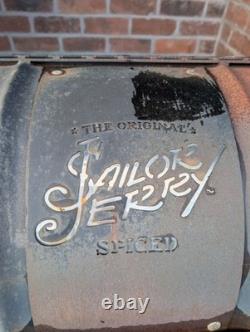 THE ORIGINAL
SAILOR
JERRY
SPICED